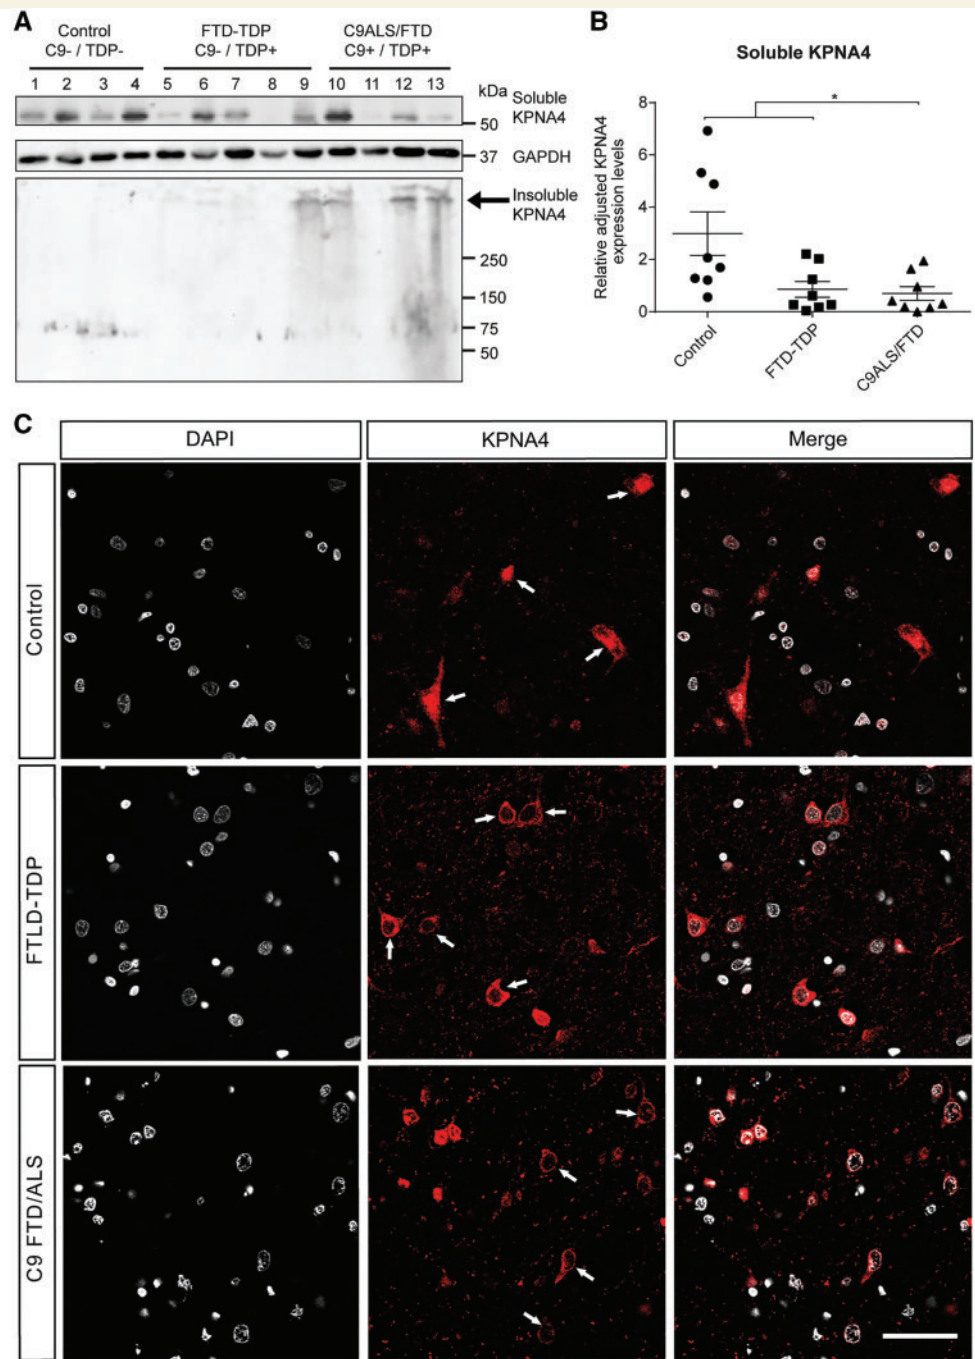 A
Control
C9- / TDP-
FTD-TDP
C9- / TDP+
C9ALS/FTD
C9+ / TDP+
1 2 3 4 5 6 7 8 9 10 11 12 13
kDa
Soluble
KPNA4
50
37
GAPDH
Insoluble
KPNA4
250
150
75
50
B
Soluble KPNA4
Relative adjusted KPNA4
expression levels
8
6
4
2
0
*
Control
FTD-TDP
C9ALS/FTD
C
DAPI
KPNA4
Merge
Control
FTLD-TDP
C9 FTD/ALS